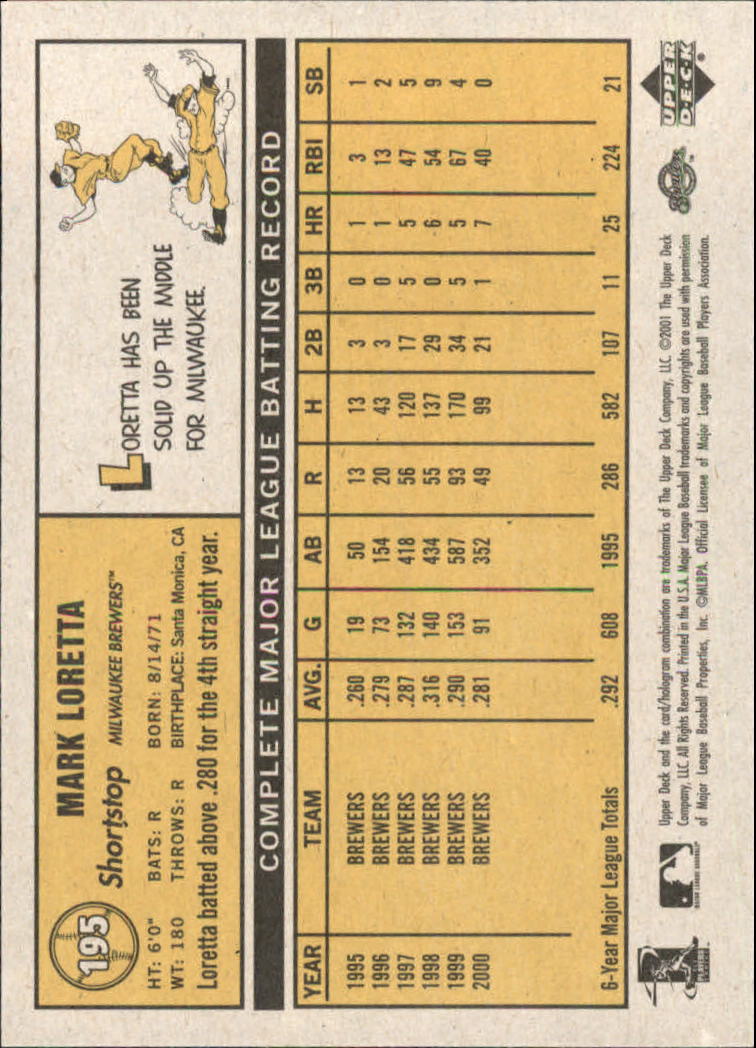 195
MARK LORETTA
Shortstop MILWAUKEE BREWERS™
HT: 6'0" BATS: R BORN: 8/14/71
WT: 180 THROWS: R BIRTHPLACE: Santa Monica, CA
Loretta batted above .280 for the 4th straight year.
LORETTA HAS BEEN
SOLID UP THE MIDDLE
FOR MILWAUKEE.
COMPLETE MAJOR LEAGUE BATTING RECORD
YEAR TEAM AVG. G AB R H 2B 3B HR RBI SB
1995 BREWERS .260 19 50 13 13 3 0 1 3 1
1996 BREWERS .279 73 154 20 43 3 0 1 13 2
1997 BREWERS .287 132 418 56 120 17 5 5 47 5
1998 BREWERS .316 140 434 55 137 29 0 6 54 9
1999 BREWERS .290 153 587 93 170 34 5 5 67 4
2000 BREWERS .281 91 352 49 99 21 1 7 40 0
6-Year Major League Totals .292 608 1995 286 582 107 11 25 224 21
Upper Deck and the card/hologram combination are trademarks of The Upper Deck Company, LLC. ©2001 The Upper Deck
Company, LLC. All Rights Reserved. Printed in the U.S.A. Major League Baseball trademarks and copyrights are used with permission
of Major League Baseball Properties, Inc. ©MLBPA. Official Licensee of Major League Baseball Players Association.
PLAYERS
MAJOR LEAGUE BASEBALL
Brewers™
UPPER
DECK®